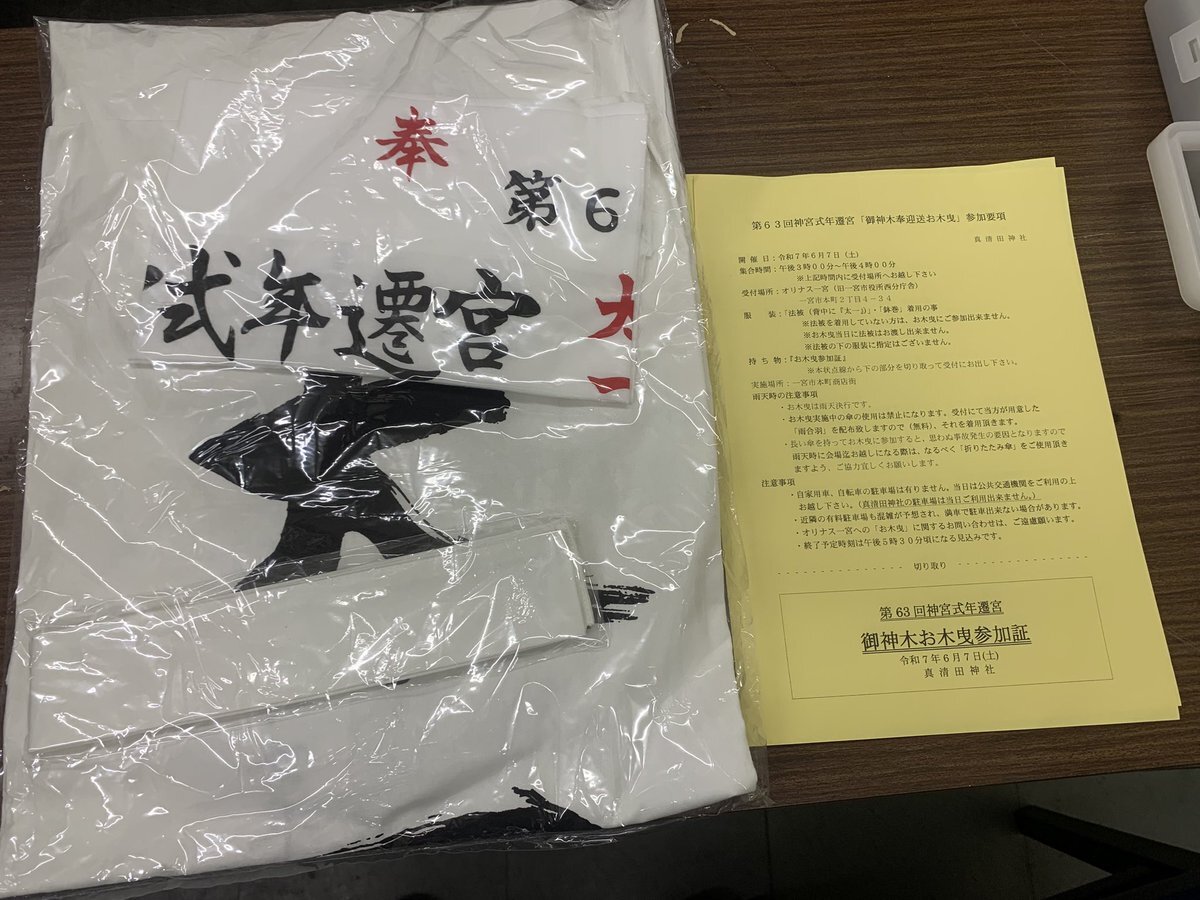 奉
第6
太一
式年遷宮
太
第６３回神宮式年遷宮「御神木奉迎送お木曳」参加要項
真清田神社
開催日：令和７年６月７日（土）
集合時間：午後３時００分～午後４時００分
※上記時間内に受付場所へお越し下さい
受付場所：オリナス一宮（旧一宮市役所西分庁舎）
一宮市本町２丁目４－３４
服装：「法被（背中に『太一』）」・「鉢巻」着用の事
※法被を着用していない方は、お木曳にご参加出来ません。
※お木曳当日に法被はお渡し出来ません。
※法被の下の服装に指定はございません。
持ち物：『お木曳参加証』
※本状点線から下の部分を切り取って受付にお出し下さい。
実施場所：一宮市本町商店街
雨天時の注意事項
・お木曳は雨天決行です。
・お木曳実施中の傘の使用は禁止になります。受付にて当方が用意した
「雨合羽」を配布致しますので（無料）、それを着用頂きます。
・長い傘を持ってお木曳に参加すると、思わぬ事故発生の要因となりますので
雨天時に会場迄お越しになる際は、なるべく「折りたたみ傘」をご使用頂き
ますよう、ご協力宜しくお願いします。
注意事項
・自家用車、自転車の駐車場は有りません。当日は公共交通機関をご利用の上
お越し下さい。（真清田神社の駐車場は当日ご利用出来ません。）
・近隣の有料駐車場も混雑が予想され、満車で駐車出来ない場合があります。
・オリナス一宮への「お木曳」に関するお問い合わせは、ご遠慮願います。
・終了予定時刻は午後５時３０分頃になる見込みです。
切り取り
第63回神宮式年遷宮
御神木お木曳参加証
令和７年６月７日(土)
真清田神社